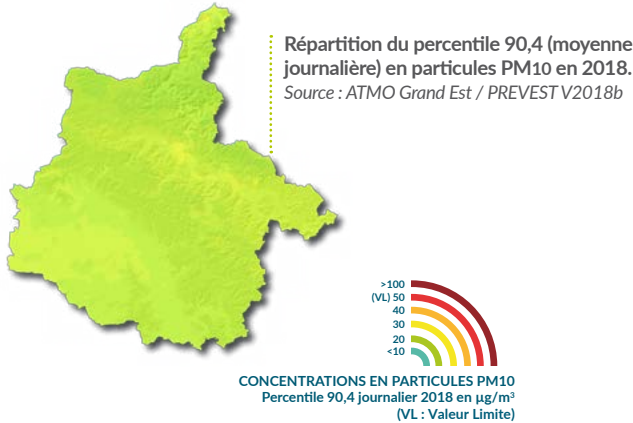 Répartition du percentile 90,4 (moyenne
journalière) en particules PM10 en 2018.
Source : ATMO Grand Est / PREVEST V2018b
>100
(VL) 50
40
30
20
<10
CONCENTRATIONS EN PARTICULES PM10
Percentile 90,4 journalier 2018 en µg/m³
(VL : Valeur Limite)